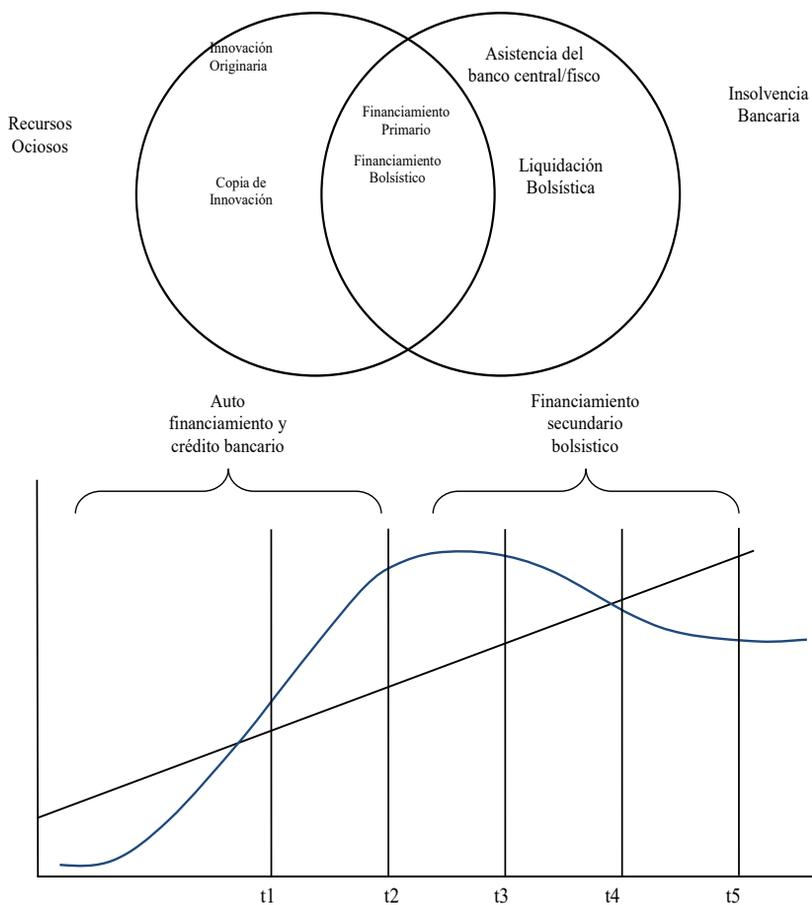 Innovación
Originaria
Asistencia del
banco central/fisco
Insolvencia
Bancaria
Recursos
Ociosos
Financiamiento
Primario
Financiamiento
Bolsístico
Liquidación
Bolsística
Copia de
Innovación
Auto
financiamiento y
crédito bancario
Financiamiento
secundario
bolsistico
t1
t2
t3
t4
t5